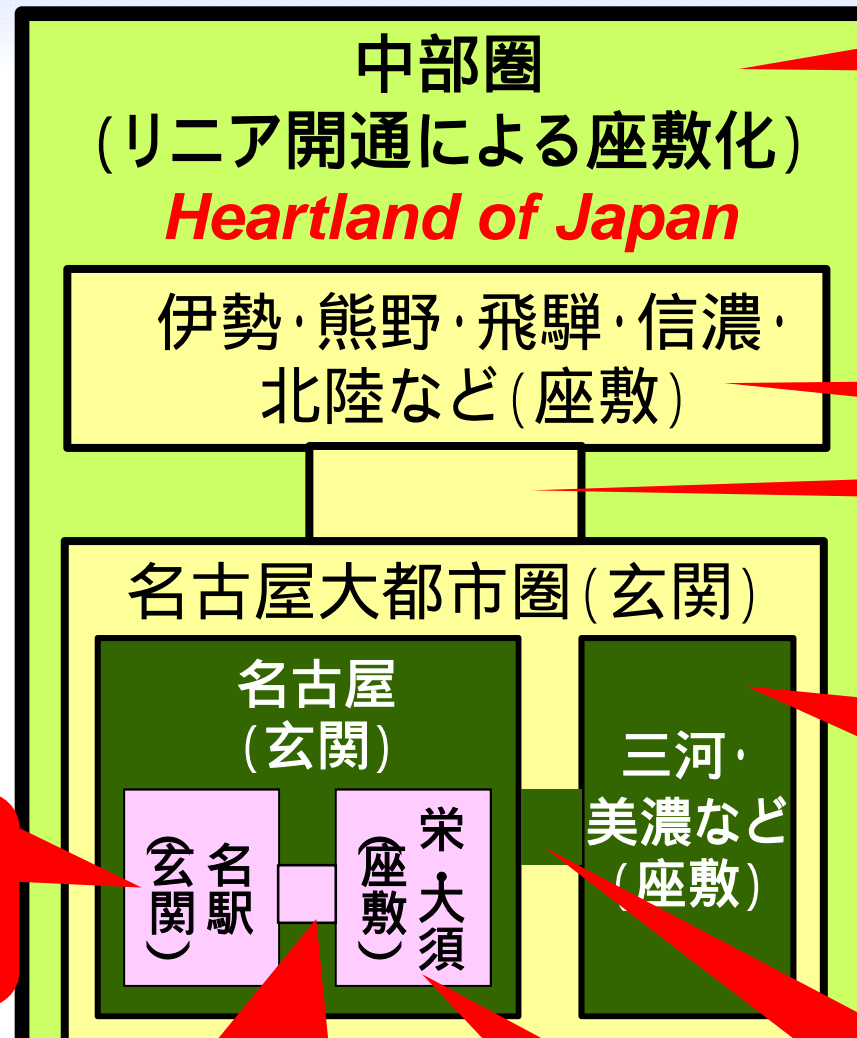 中部圏
(リニア開通による座敷化)
Heartland of Japan
伊勢・熊野・飛騨・信濃・
北陸など(座敷)
名古屋大都市圏(玄関)
名古屋
(玄関)
名駅
(玄関)
栄・大須
(座敷)
三河・
美濃など
(座敷)